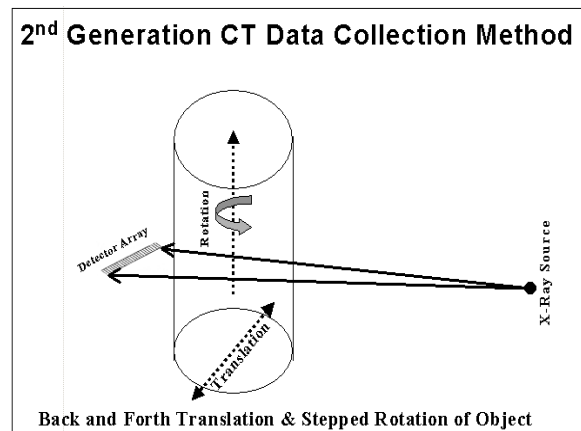 2nd Generation CT Data Collection Method
Rotation
Detector Array
X-Ray Source
Translation
Back and Forth Translation & Stepped Rotation of Object